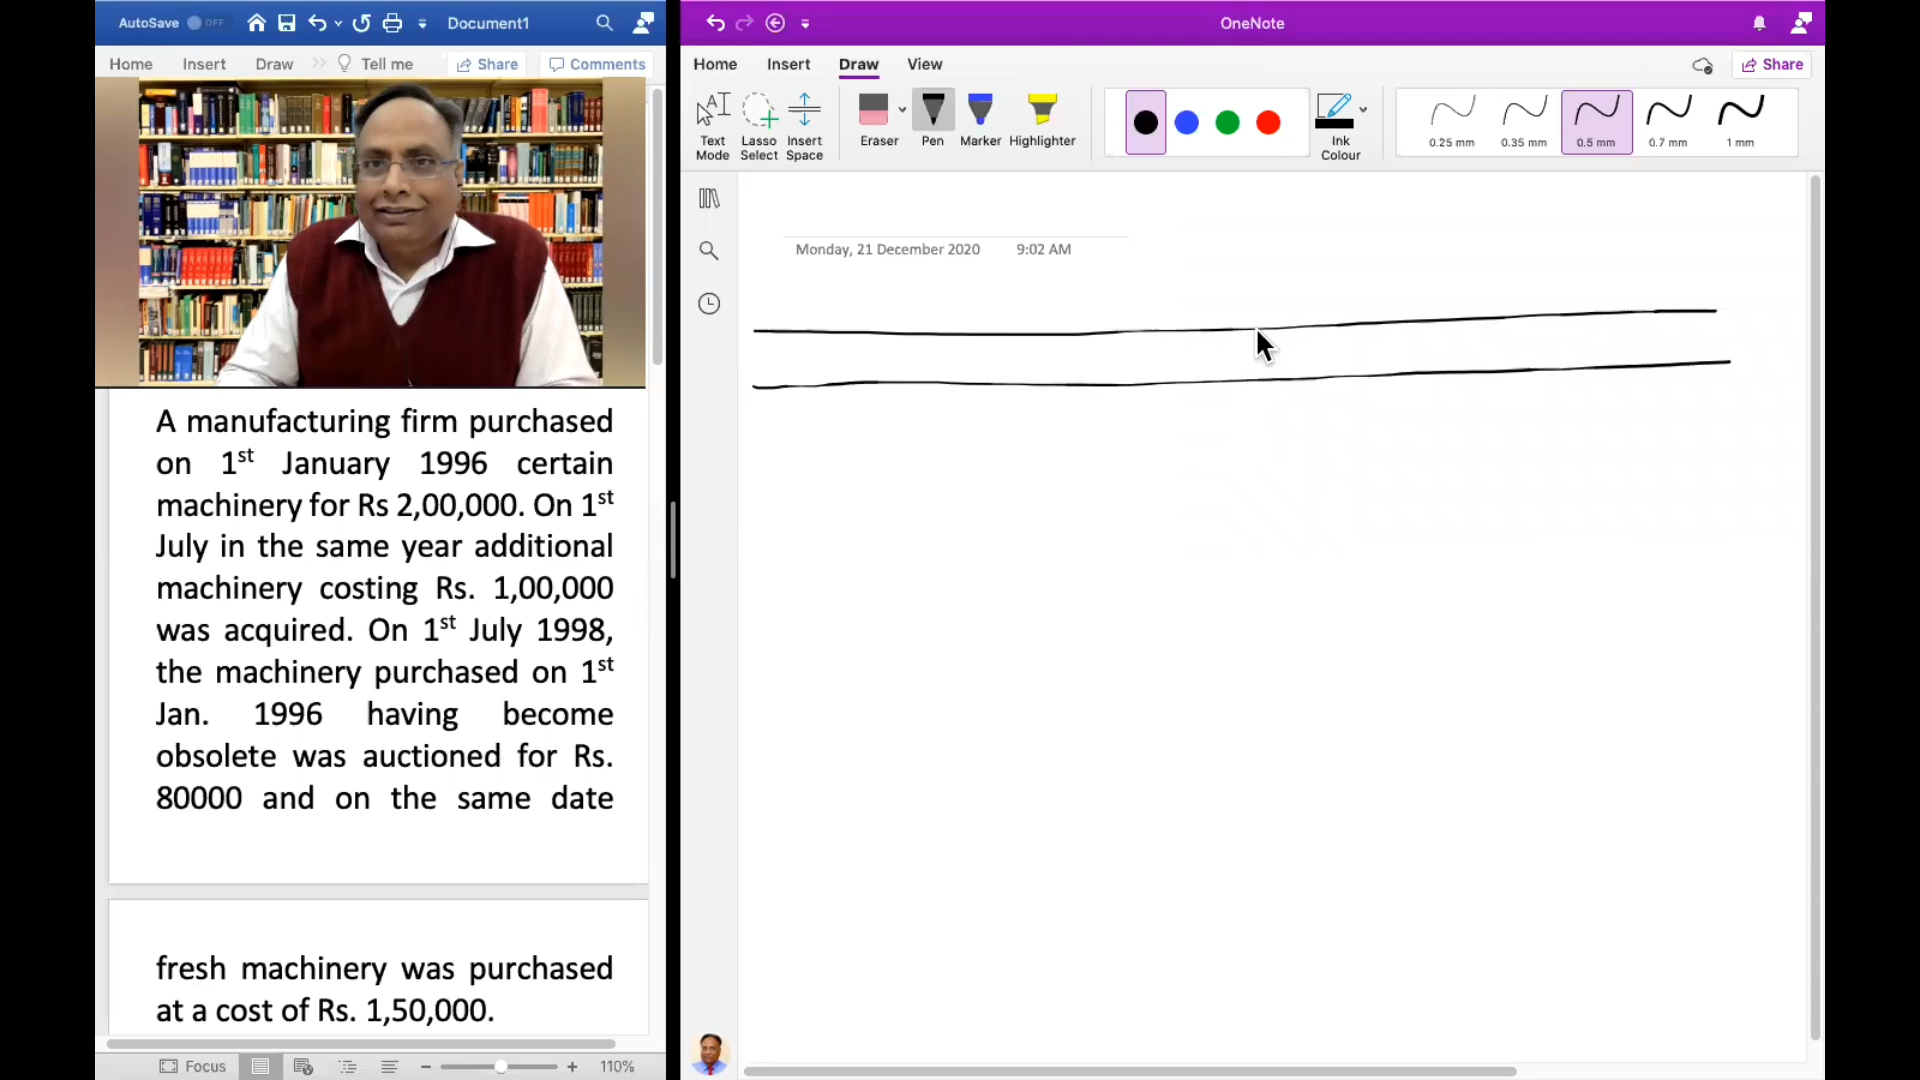 AutoSave OFF Document1
Home Insert Draw Tell me Share Comments
A manufacturing firm purchased
on 1st January 1996 certain
machinery for Rs 2,00,000. On 1st
July in the same year additional
machinery costing Rs. 1,00,000
was acquired. On 1st July 1998,
the machinery purchased on 1st
Jan. 1996 having become
obsolete was auctioned for Rs.
80000 and on the same date
fresh machinery was purchased
at a cost of Rs. 1,50,000.
Focus 110%
OneNote
Home Insert Draw View Share
Text Mode
Lasso Select
Insert Space
Eraser
Pen
Marker
Highlighter
Ink Colour
0.25 mm 0.35 mm 0.5 mm 0.7 mm 1 mm
Monday, 21 December 2020 9:02 AM